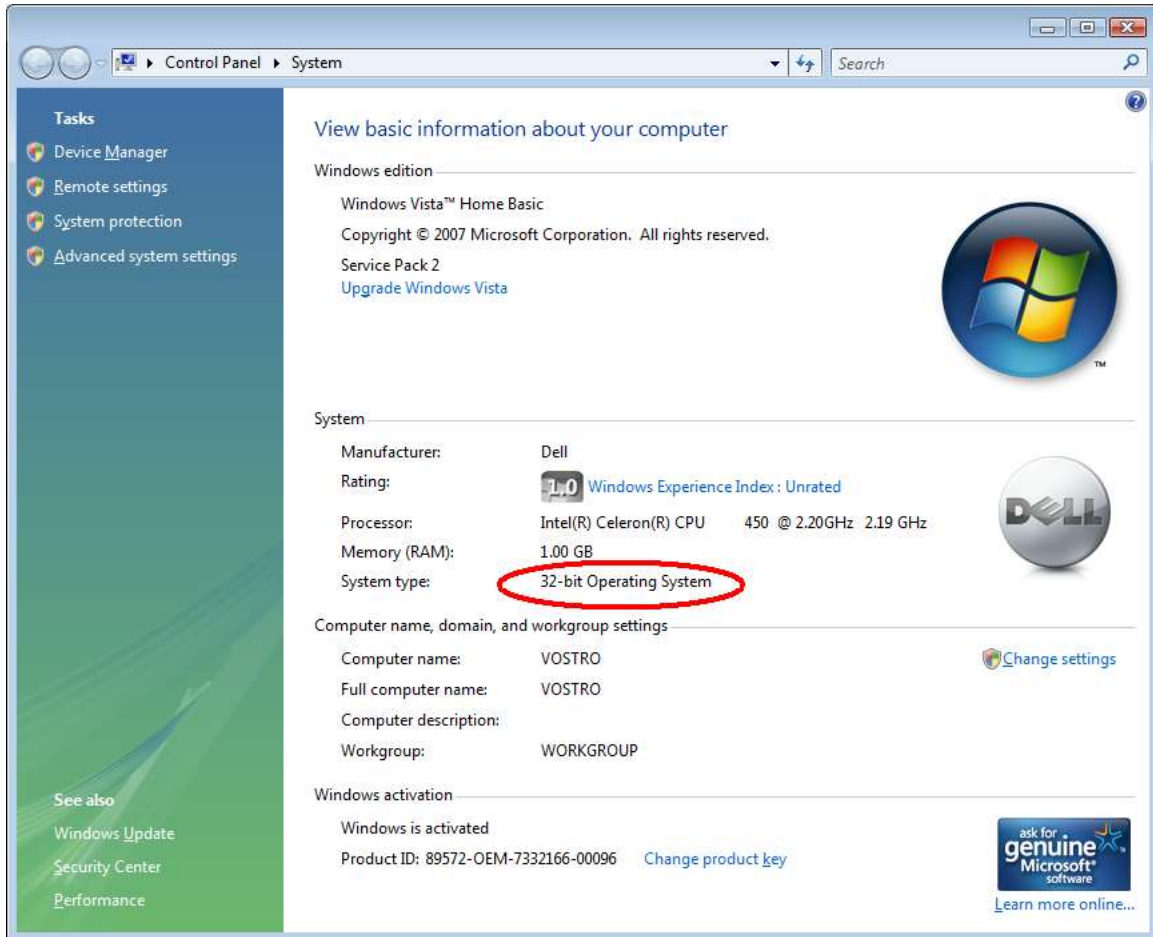 Control Panel System
Search
Tasks
Device Manager
Remote settings
System protection
Advanced system settings
View basic information about your computer
Windows edition
Windows Vista™ Home Basic
Copyright © 2007 Microsoft Corporation. All rights reserved.
Service Pack 2
Upgrade Windows Vista
TM
System
Manufacturer: Dell
Rating: 1.0 Windows Experience Index : Unrated
Processor: Intel(R) Celeron(R) CPU 450 @ 2.20GHz 2.19 GHz
Memory (RAM): 1.00 GB
System type: 32-bit Operating System
DELL
Computer name, domain, and workgroup settings
Computer name: VOSTRO
Change settings
Full computer name: VOSTRO
Computer description:
Workgroup: WORKGROUP
Windows activation
Windows is activated
Product ID: 89572-OEM-7332166-00096 Change product key
ask for
genuine
Microsoft®
software
Learn more online...
See also
Windows Update
Security Center
Performance